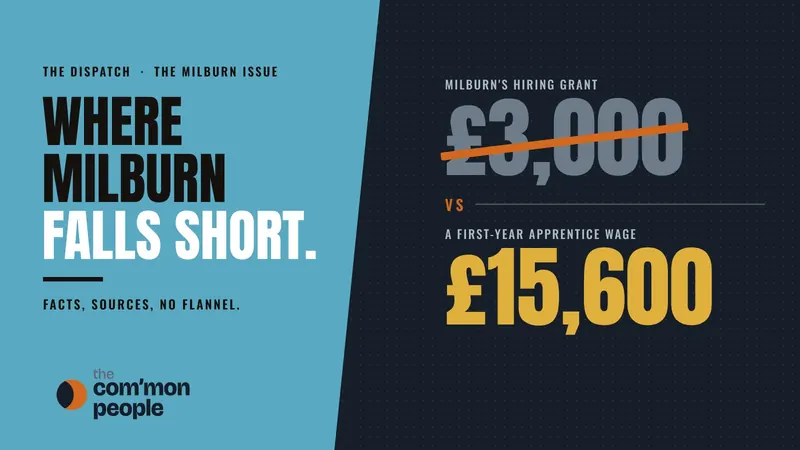 THE DISPATCH · THE MILBURN ISSUE
WHERE
MILBURN
FALLS SHORT.
FACTS, SOURCES, NO FLANNEL.
the
com'mon
people
MILBURN'S HIRING GRANT
£3,000
VS
A FIRST-YEAR APPRENTICE WAGE
£15,600